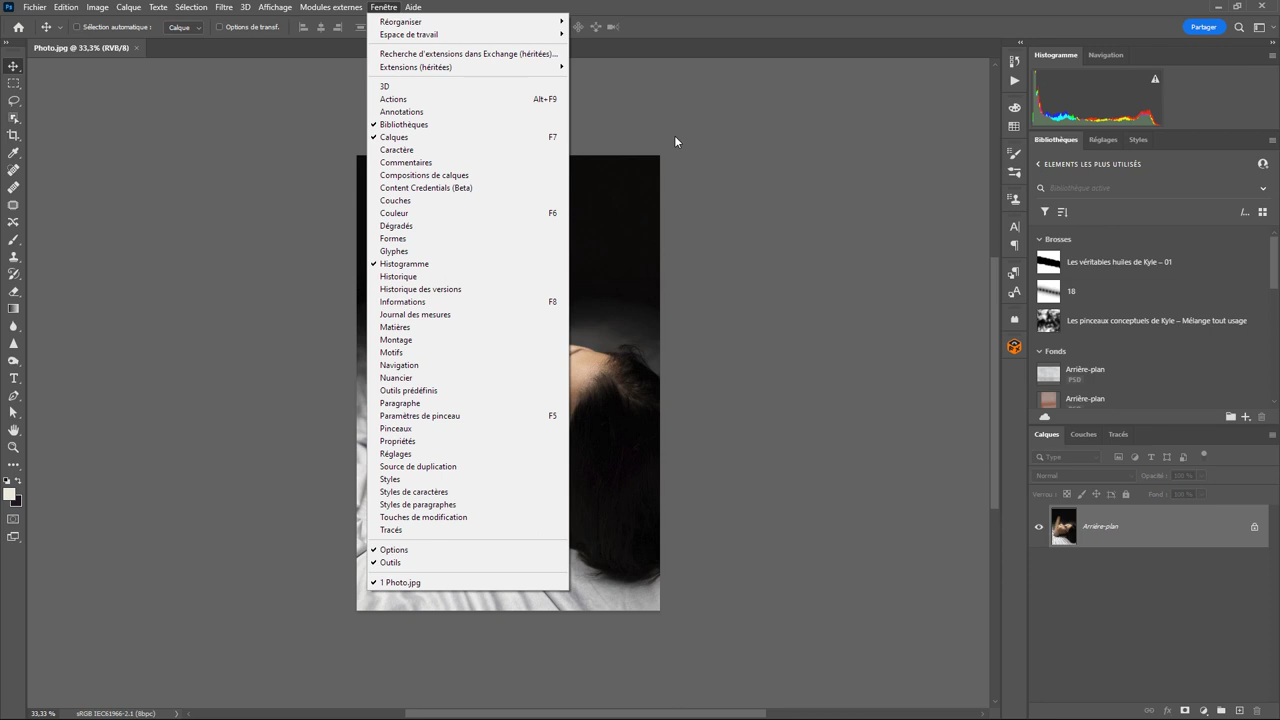 Ps Fichier Edition Image Calque Texte Sélection Filtre 3D Affichage Modules externes Fenêtre Aide
Sélection automatique : Calque Options de transf. Partager
Photo.jpg @ 33,3% (RVB/8) ×
Réorganiser
Espace de travail
Recherche d'extensions dans Exchange (héritées)...
Extensions (héritées)
3D
Actions Alt+F9
Annotations
Bibliothèques
Calques F7
Caractère
Commentaires
Compositions de calques
Content Credentials (Beta)
Couches
Couleur F6
Dégradés
Formes
Glyphes
Histogramme
Historique
Historique des versions
Informations F8
Journal des mesures
Matières
Montage
Motifs
Navigation
Nuancier
Outils prédéfinis
Paragraphe
Paramètres de pinceau F5
Pinceaux
Propriétés
Réglages
Source de duplication
Styles
Styles de caractères
Styles de paragraphes
Touches de modification
Tracés
Options
Outils
1 Photo.jpg
Histogramme Navigation
Bibliothèques Réglages Styles
ELEMENTS LES PLUS UTILISÉS
Bibliothèque active
Brosses
Les véritables huiles de Kyle – 01
18
Les pinceaux conceptuels de Kyle – Mélange tout usage
Fonds
Arrière-plan
PSD
Arrière-plan
PSD
Calques Couches Tracés
Type
Normal Opacité : 100 %
Verrou : Fond : 100 %
Arrière-plan
fx
33,33 % sRGB IEC61966-2.1 (8bpc)